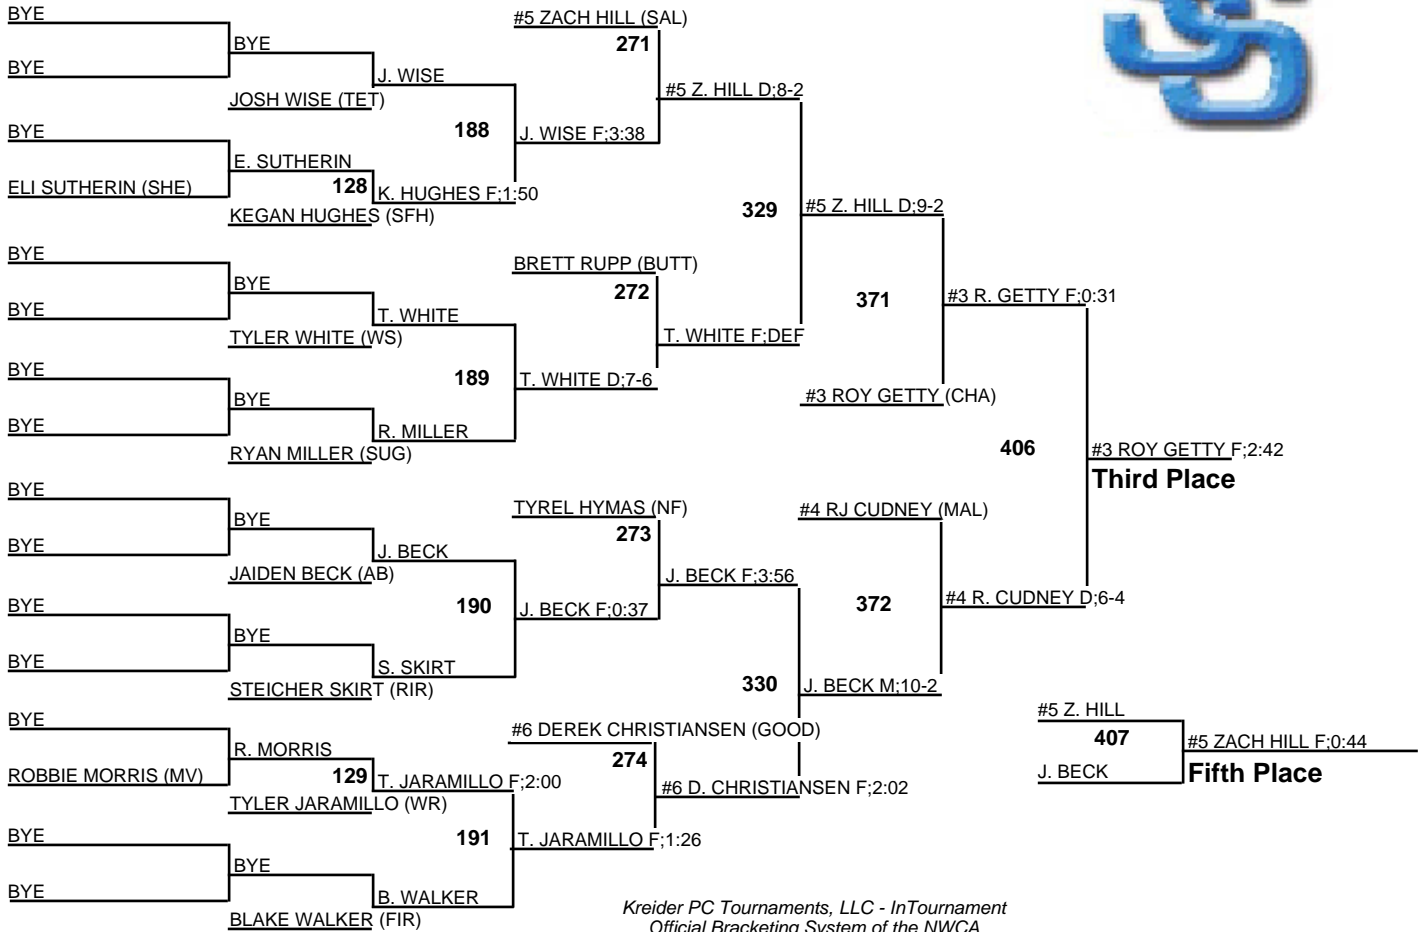 BYE
#5 ZACH HILL (SAL)
271
BYE
BYE
J. WISE
#5 Z. HILL D;8-2
JOSH WISE (TET)
188
BYE
J. WISE F;3:38
E. SUTHERIN
128
ELI SUTHERIN (SHE)
K. HUGHES F;1:50
329
#5 Z. HILL D;9-2
KEGAN HUGHES (SFH)
BYE
BRETT RUPP (BUTT)
BYE
272
371
#3 R. GETTY F;0:31
BYE
T. WHITE
TYLER WHITE (WS)
T. WHITE F;DEF
BYE
189
T. WHITE D;7-6
#3 ROY GETTY (CHA)
BYE
BYE
R. MILLER
RYAN MILLER (SUG)
406
#3 ROY GETTY F;2:42
Third Place
BYE
TYREL HYMAS (NF)
#4 RJ CUDNEY (MAL)
BYE
273
BYE
J. BECK
JAIDEN BECK (AB)
J. BECK F;3:56
BYE
190
J. BECK F;0:37
372
#4 R. CUDNEY D;6-4
BYE
BYE
S. SKIRT
STEICHER SKIRT (RIR)
330
J. BECK M;10-2
BYE
#6 DEREK CHRISTIANSEN (GOOD)
#5 Z. HILL
407
#5 ZACH HILL F;0:44
R. MORRIS
274
ROBBIE MORRIS (MV)
129
T. JARAMILLO F;2:00
#6 D. CHRISTIANSEN F;2:02
J. BECK
Fifth Place
TYLER JARAMILLO (WR)
BYE
191
T. JARAMILLO F;1:26
BYE
BYE
B. WALKER
BLAKE WALKER (FIR)
Kreider PC Tournaments, LLC - InTournament
Official Bracketing System of the NWCA